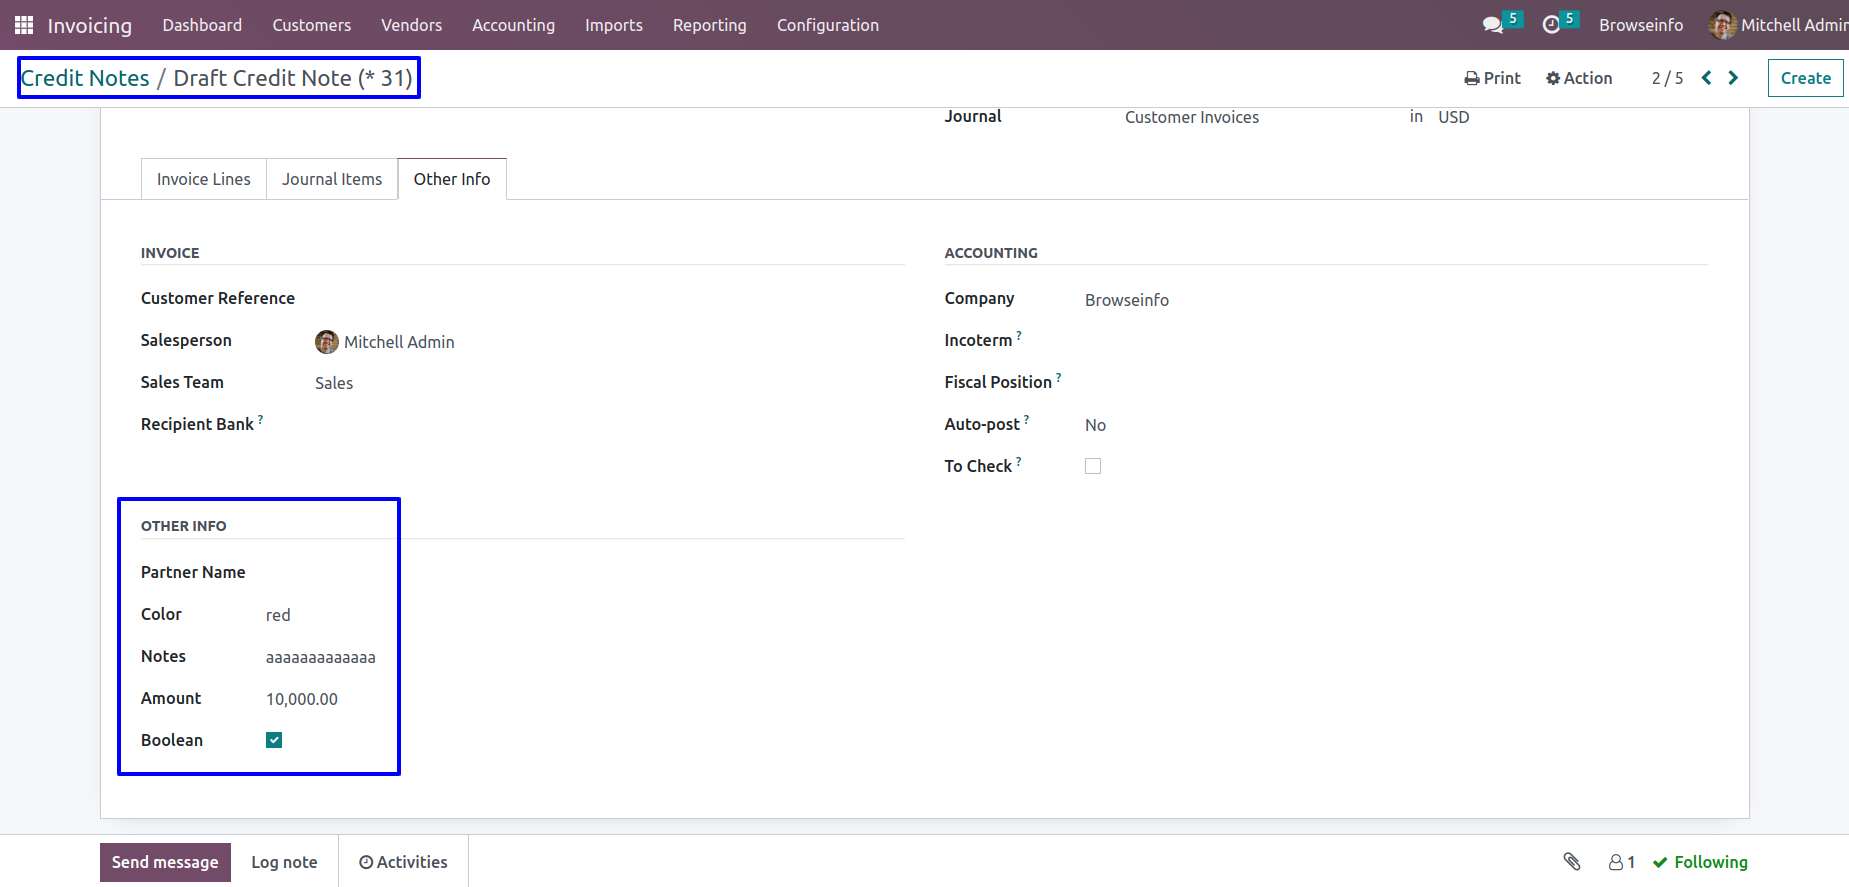 Invoicing Dashboard Customers Vendors Accounting Imports Reporting Configuration 5 5 Browseinfo Mitchell Admin
Credit Notes / Draft Credit Note (* 31) Print Action 2 / 5 Create
Journal Customer Invoices in USD
Invoice Lines Journal Items Other Info
INVOICE ACCOUNTING
Customer Reference Company Browseinfo
Salesperson Mitchell Admin Incoterm ?
Sales Team Sales Fiscal Position ?
Recipient Bank ? Auto-post ? No
To Check ?
OTHER INFO
Partner Name
Color red
Notes aaaaaaaaaaaaa
Amount 10,000.00
Boolean
Send message Log note Activities 1 Following